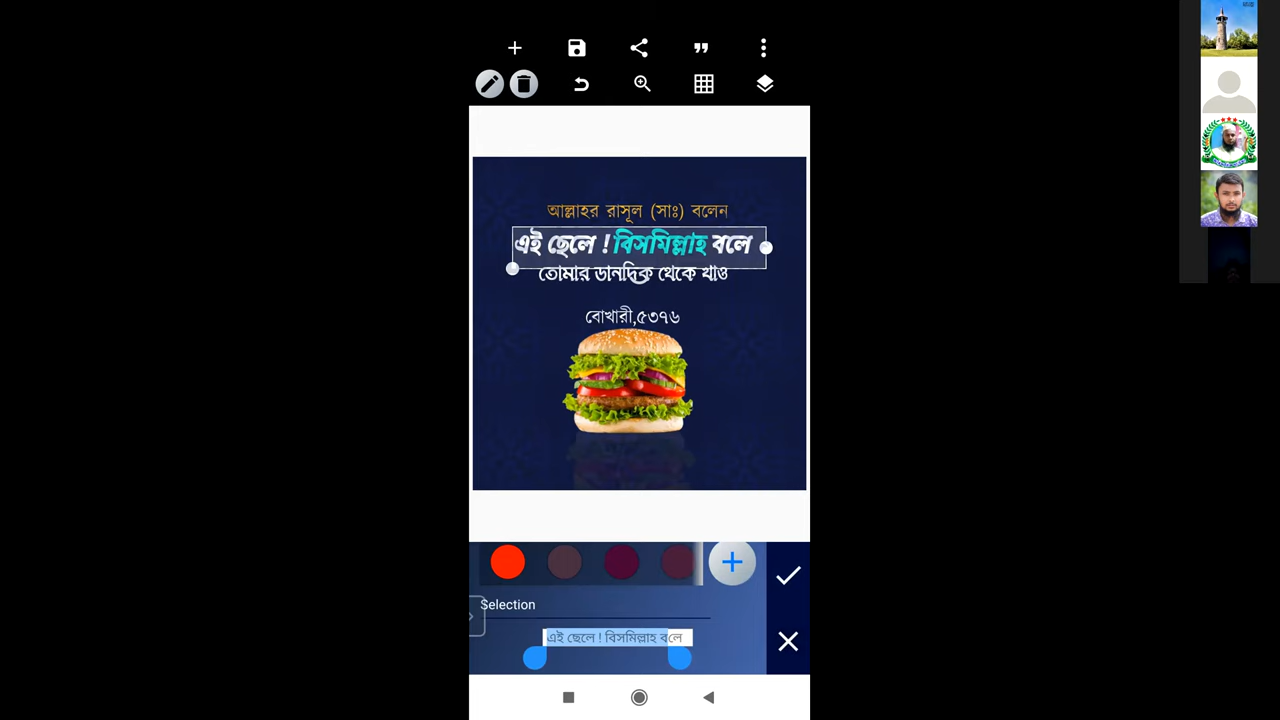 আল্লাহর রাসূল (সাঃ) বলেন
এই ছেলে ! বিসমিল্লাহ বলে
তোমার ডানদিক থেকে খাও
বোখারী,৫৩৭৬
Selection
এই ছেলে ! বিসমিল্লাহ বলে